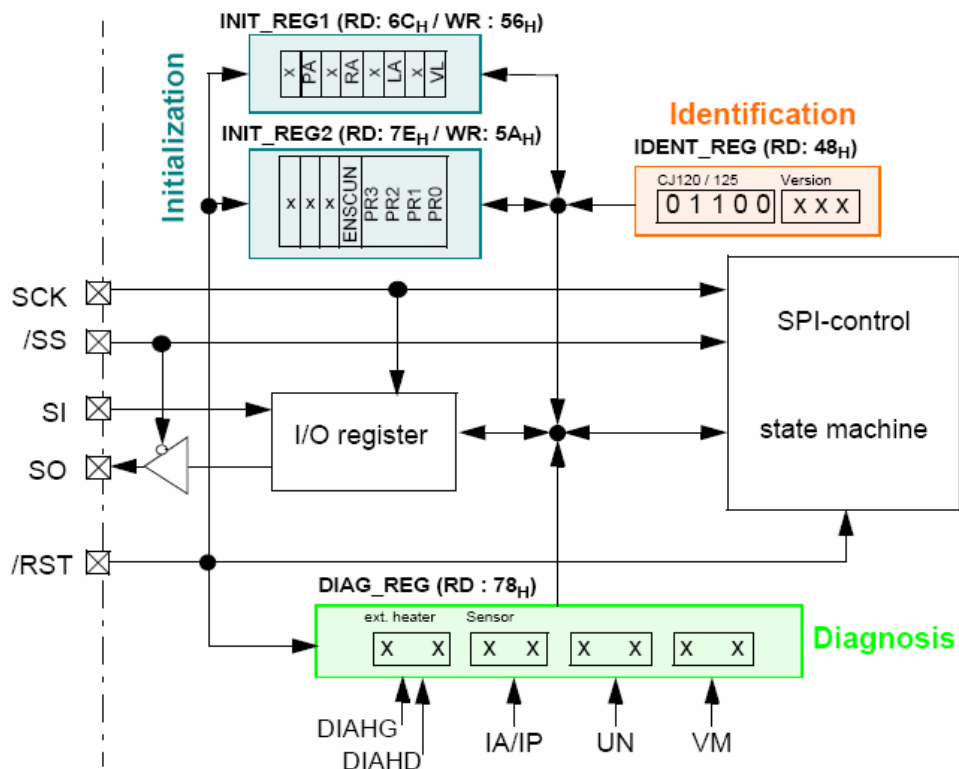 INIT_REG1 (RD: 6CH / WR : 56H)
x PA x RA x LA x VL
Initialization
INIT_REG2 (RD: 7EH / WR: 5AH)
x x x ENSCUN PR3 PR2 PR1 PR0
Identification
IDENT_REG (RD: 48H)
CJ120 / 125 Version
0 1 1 0 0 x x x
SCK
/SS
SI
SO
/RST
I/O register
SPI-control
state machine
DIAG_REG (RD : 78H)
ext. heater Sensor
X X X X X X X X
Diagnosis
DIAHG
DIAHD
IA/IP
UN
VM